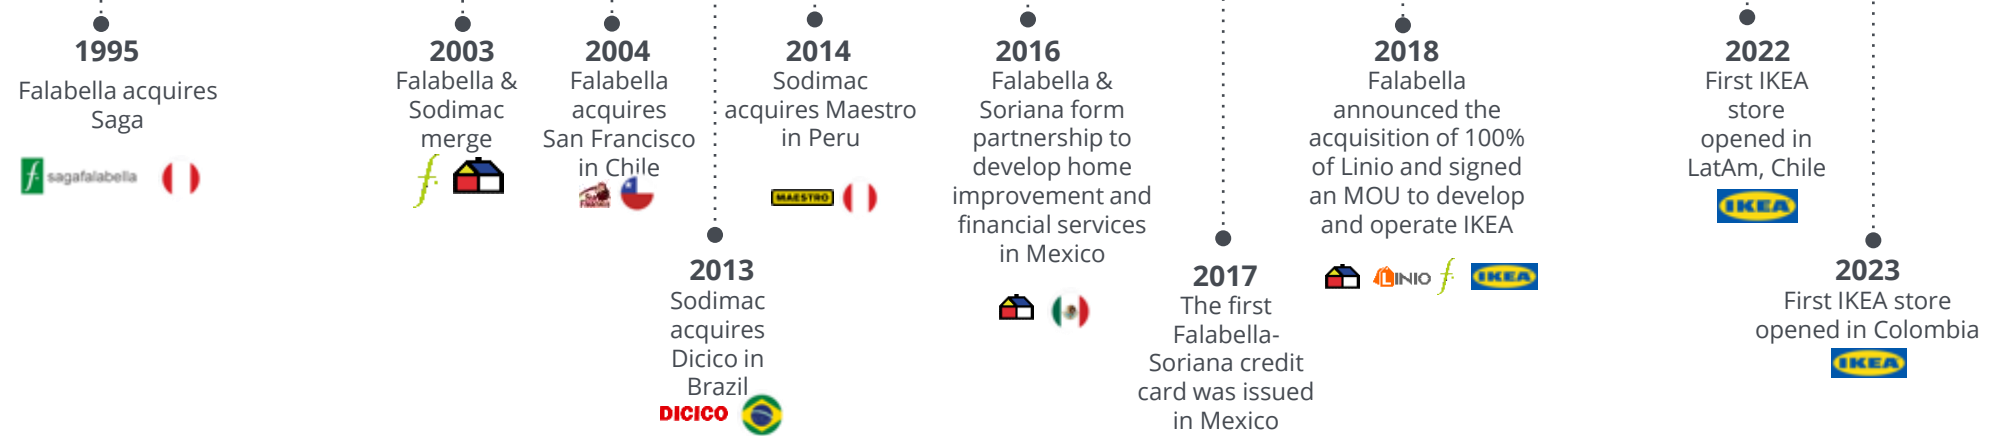 1995
Falabella acquires
Saga
sagafalabella
2003
Falabella &
Sodimac
merge
2004
Falabella
acquires
San Francisco
in Chile
2013
Sodimac
acquires
Dicico in
Brazil
DICICO
2014
Sodimac
acquires Maestro
in Peru
MAESTRO
2016
Falabella &
Soriana form
partnership to
develop home
improvement and
financial services
in Mexico
2017
The first
Falabella-
Soriana credit
card was issued
in Mexico
2018
Falabella
announced the
acquisition of 100%
of Linio and signed
an MOU to develop
and operate IKEA
LINIO
IKEA
2022
First IKEA
store
opened in
LatAm, Chile
IKEA
2023
First IKEA store
opened in Colombia
IKEA